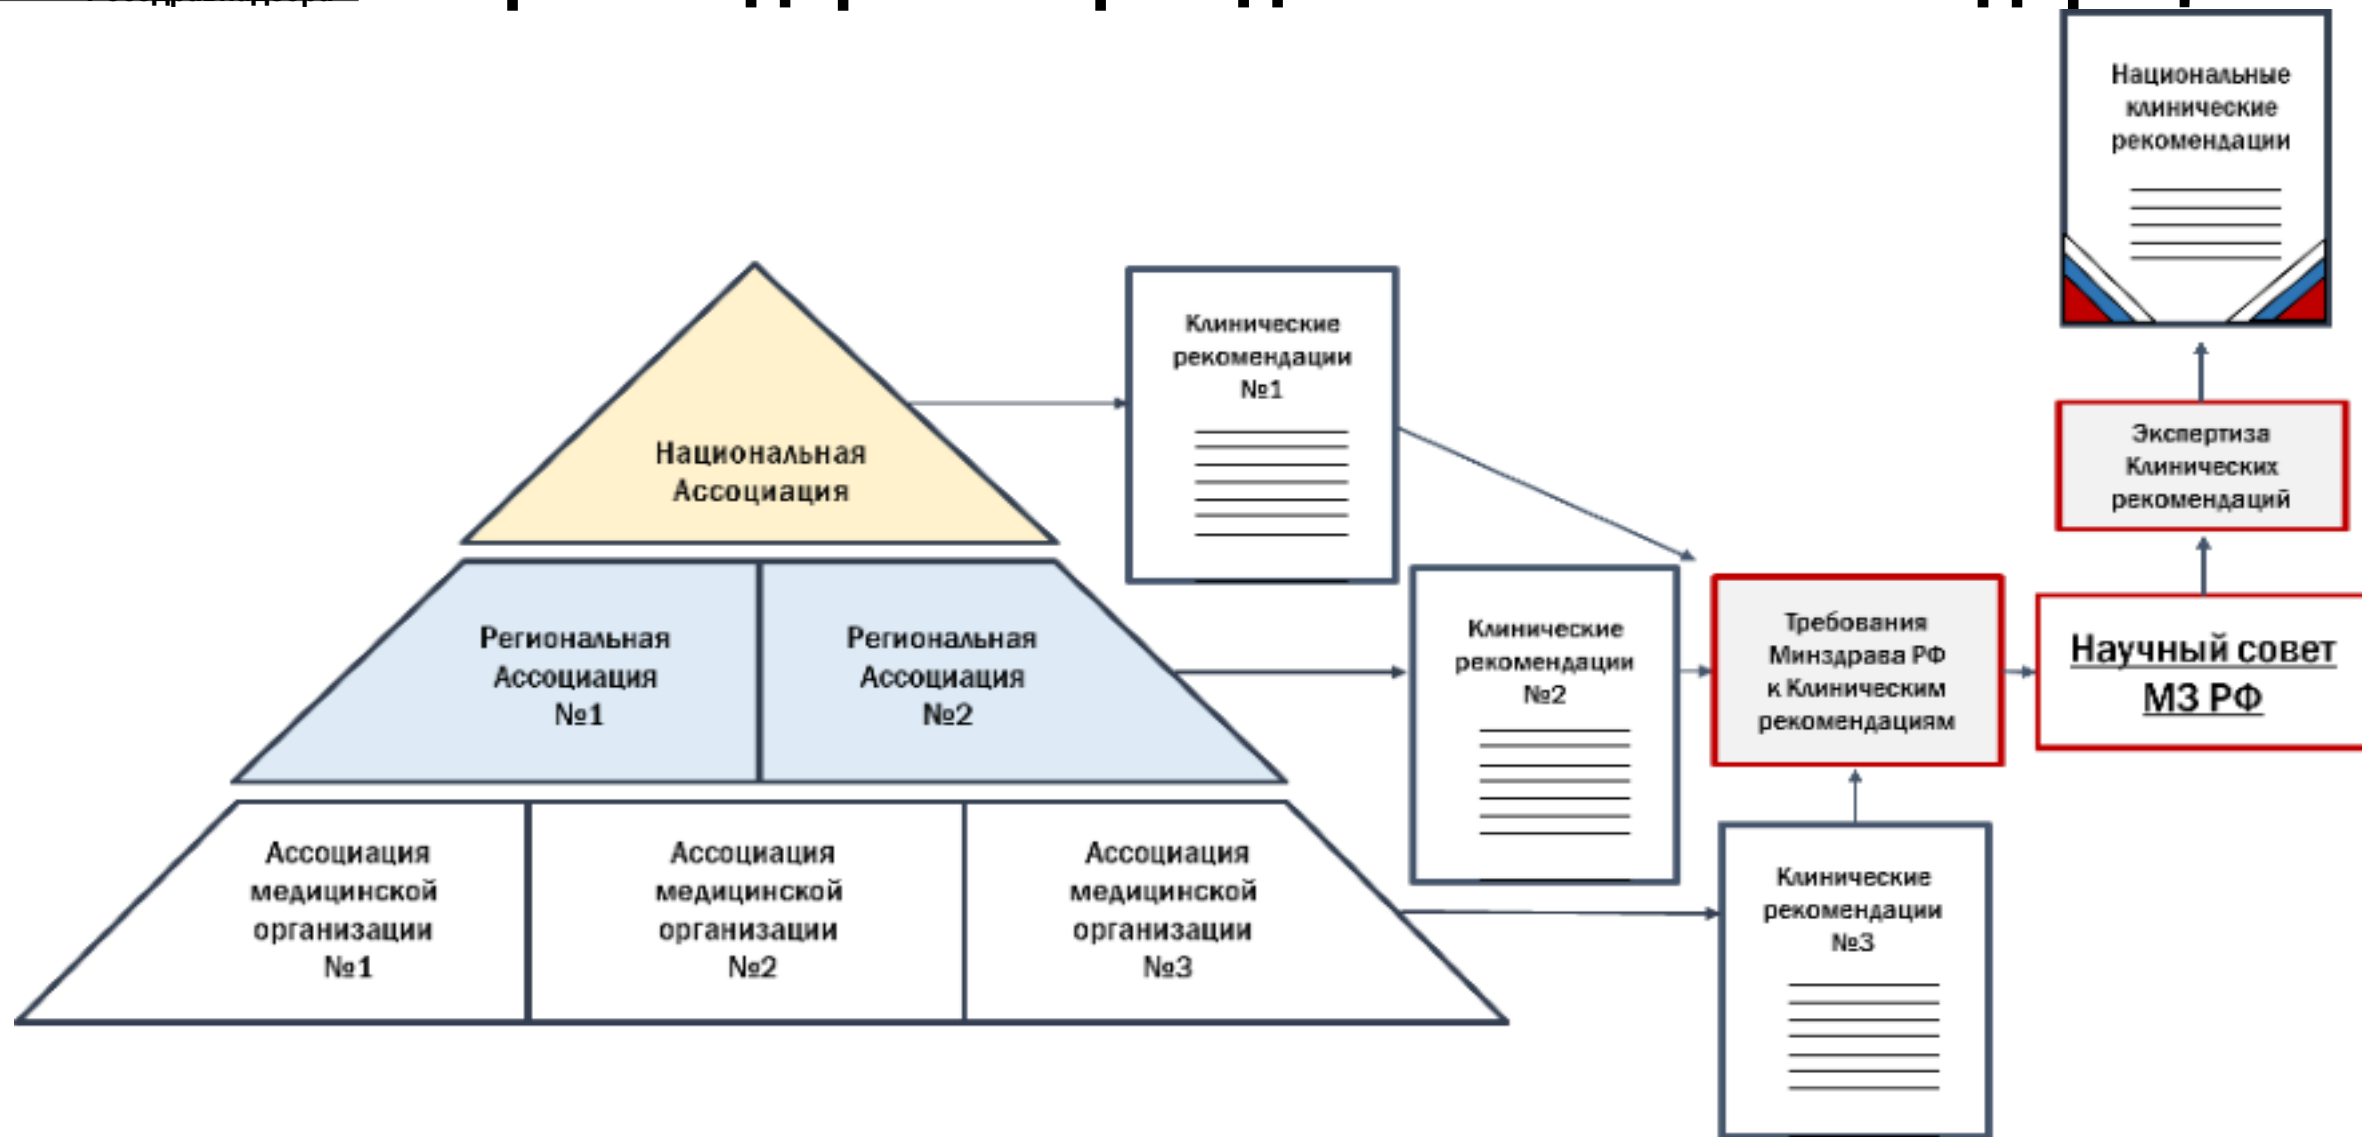 Национальные
клинические
рекомендации
Клинические
рекомендации
№1
Национальная
Ассоциация
Экспертиза
Клинических
рекомендаций
Региональная
Ассоциация
№1
Региональная
Ассоциация
№2
Клинические
рекомендации
№2
Требования
Минздрава РФ
к Клиническим
рекомендациям
Научный совет
МЗ РФ
Ассоциация
медицинской
организации
№1
Ассоциация
медицинской
организации
№2
Ассоциация
медицинской
организации
№3
Клинические
рекомендации
№3